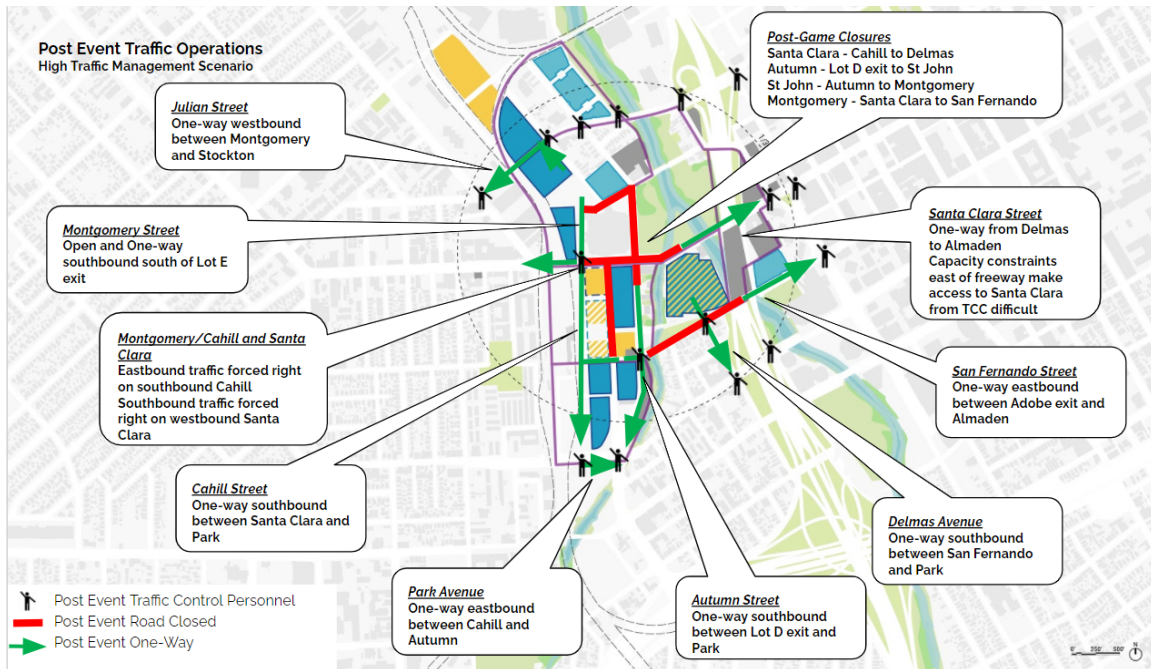 Post Event Traffic Operations
High Traffic Management Scenario
Julian Street
One-way westbound
between Montgomery
and Stockton
Post-Game Closures
Santa Clara - Cahill to Delmas
Autumn - Lot D exit to St John
St John - Autumn to Montgomery
Montgomery - Santa Clara to San Fernando
Montgomery Street
Open and One-way
southbound south of Lot E
exit
Santa Clara Street
One-way from Delmas
to Almaden
Capacity constraints
east of freeway make
access to Santa Clara
from TCC difficult
Montgomery/Cahill and Santa
Clara
Eastbound traffic forced right
on southbound Cahill
Southbound traffic forced
right on westbound Santa
Clara
San Fernando Street
One-way eastbound
between Adobe exit and
Almaden
Cahill Street
One-way southbound
between Santa Clara and
Park
Delmas Avenue
One-way southbound
between San Fernando
and Park
Park Avenue
One-way eastbound
between Cahill and
Autumn
Autumn Street
One-way southbound
between Lot D exit and
Park
Post Event Traffic Control Personnel
Post Event Road Closed
Post Event One-Way
0' 250' 500'
N